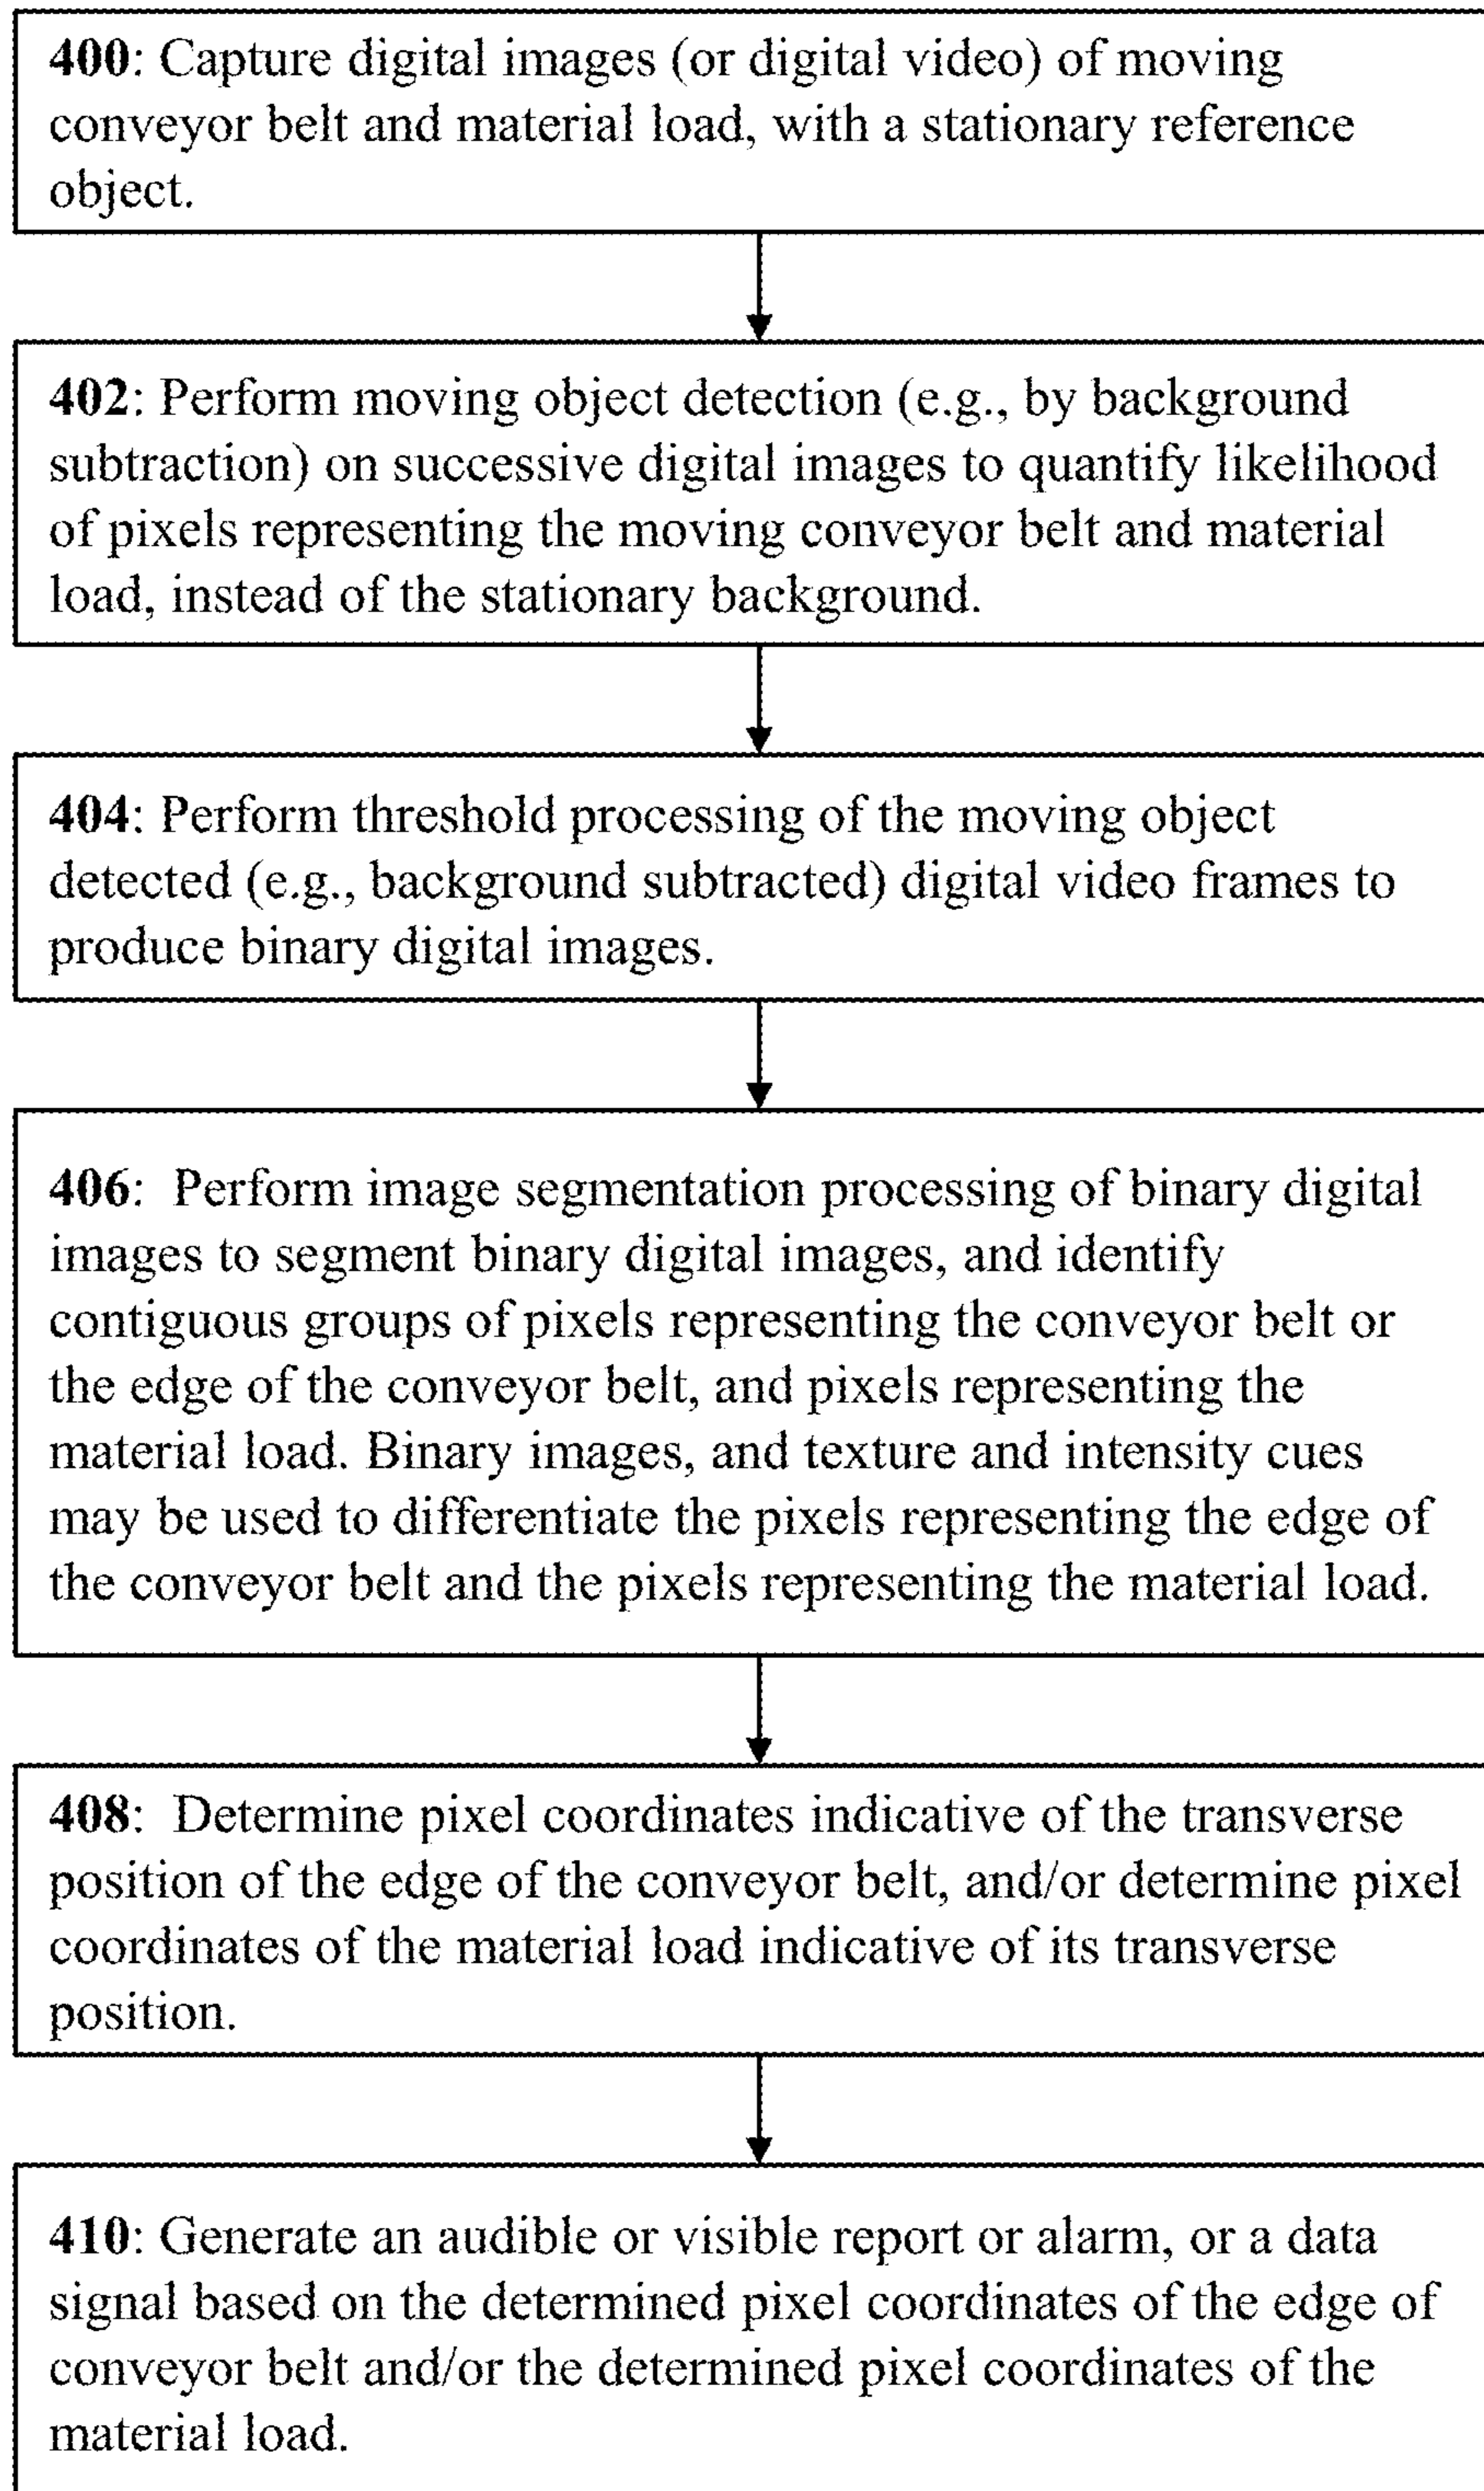 400: Capture digital images (or digital video) of moving
conveyor belt and material load, with a stationary reference
object.
402: Perform moving object detection (e.g., by background
subtraction) on successive digital images to quantify likelihood
of pixels representing the moving conveyor belt and material
load, instead of the stationary background.
404: Perform threshold processing of the moving object
detected (e.g., background subtracted) digital video frames to
produce binary digital images.
406: Perform image segmentation processing of binary digital
images to segment binary digital images, and identify
contiguous groups of pixels representing the conveyor belt or
the edge of the conveyor belt, and pixels representing the
material load. Binary images, and texture and intensity cues
may be used to differentiate the pixels representing the edge of
the conveyor belt and the pixels representing the material load.
408: Determine pixel coordinates indicative of the transverse
position of the edge of the conveyor belt, and/or determine pixel
coordinates of the material load indicative of its transverse
position.
410: Generate an audible or visible report or alarm, or a data
signal based on the determined pixel coordinates of the edge of
conveyor belt and/or the determined pixel coordinates of the
material load.